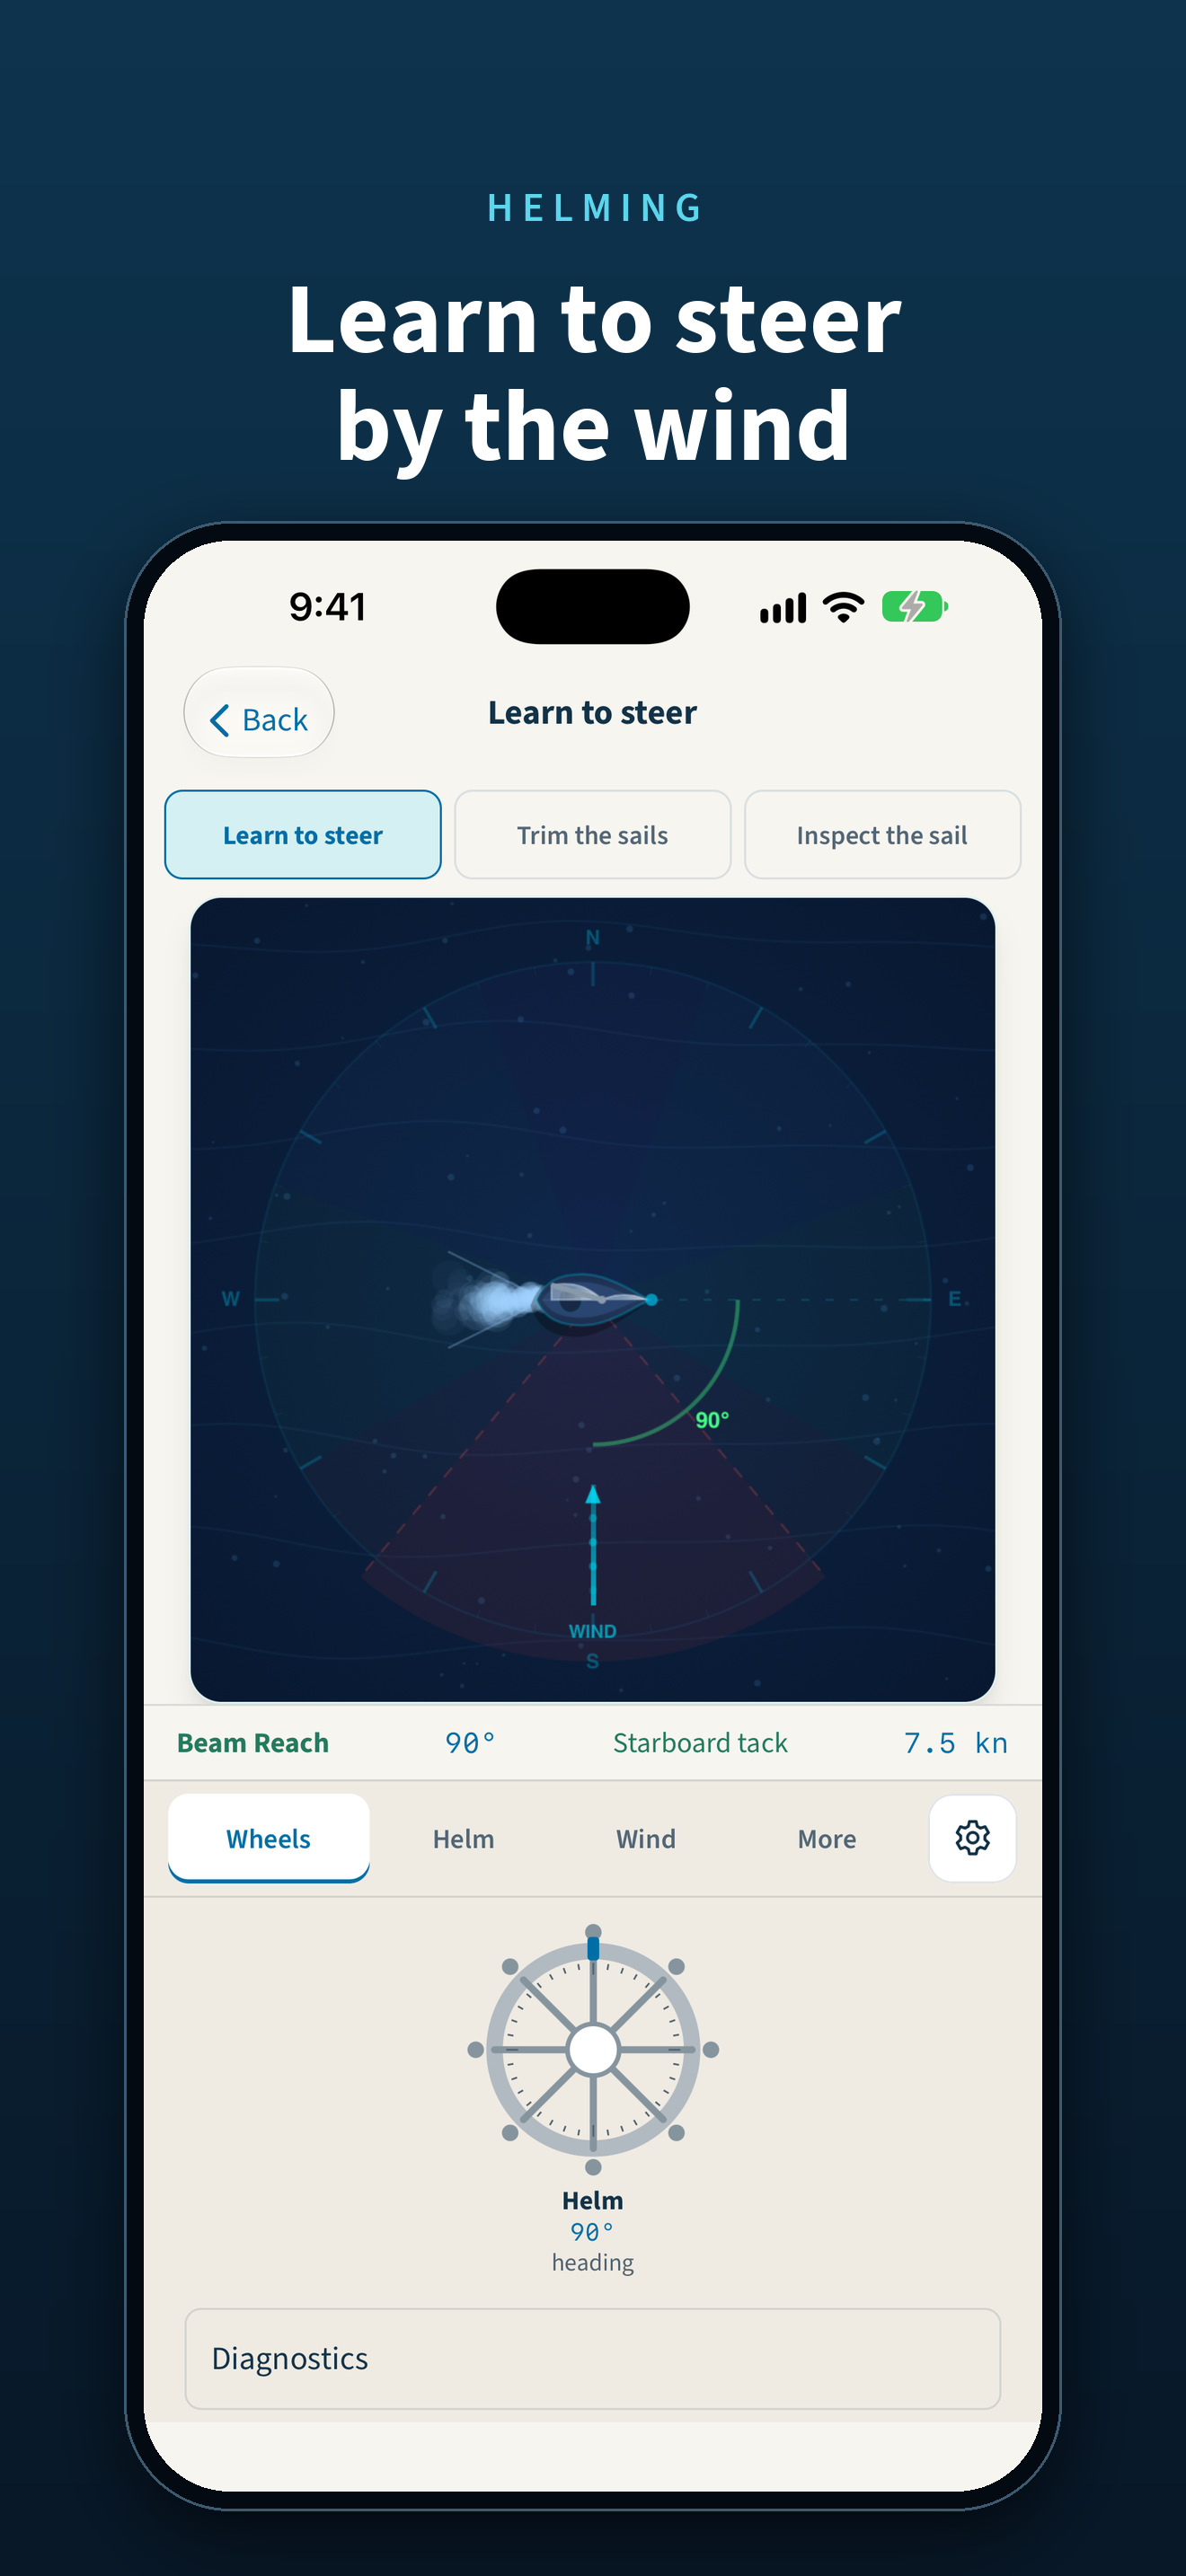 HELMING
Learn to steer
by the wind
9:41
Back
Learn to steer
Learn to steer
Trim the sails
Inspect the sail
N
W
E
90°
WIND
S
Beam Reach
90°
Starboard tack
7.5 kn
Wheels
Helm
Wind
More
Helm
90°
heading
Diagnostics